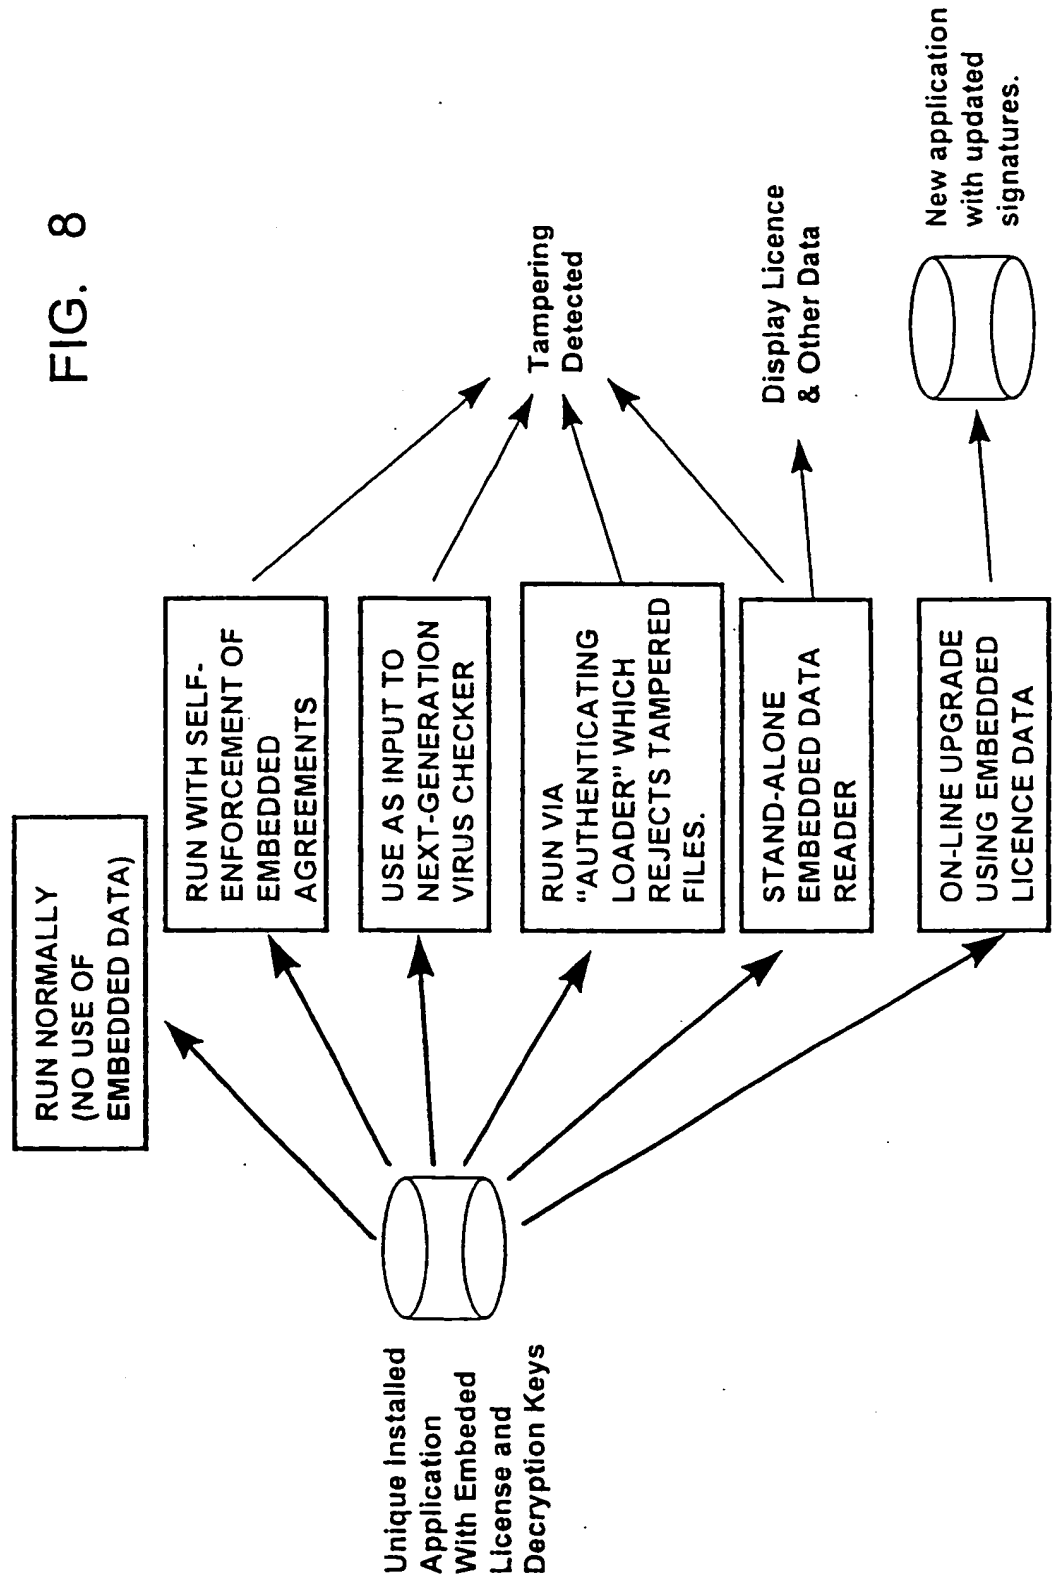 FIG. 8
Unique Installed
Application
With Embeded
License and
Decryption Keys
RUN NORMALLY
(NO USE OF
EMBEDDED DATA)
RUN WITH SELF-
ENFORCEMENT OF
EMBEDDED
AGREEMENTS
USE AS INPUT TO
NEXT-GENERATION
VIRUS CHECKER
RUN VIA
“AUTHENTICATING
LOADER” WHICH
REJECTS TAMPERED
FILES.
STAND-ALONE
EMBEDDED DATA
READER
ON-LINE UPGRADE
USING EMBEDDED
LICENCE DATA
Tampering
Detected
Display Licence
& Other Data
New application
with updated
signatures.